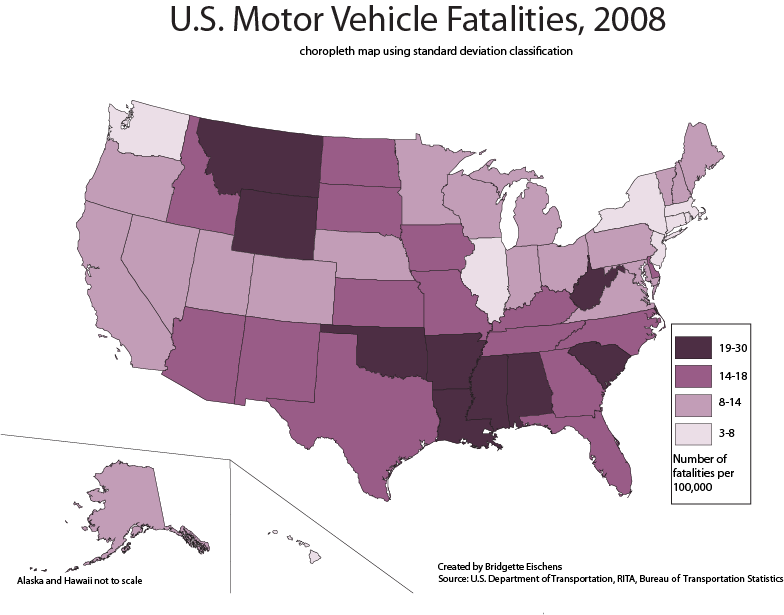 U.S. Motor Vehicle Fatalities, 2008
choropleth map using standard deviation classification
19-30
14-18
8-14
3-8
Number of
fatalities per
100,000
Alaska and Hawaii not to scale
Created by Bridgette Eischens
Source: U.S. Department of Transportation, RITA, Bureau of Transportation Statistics